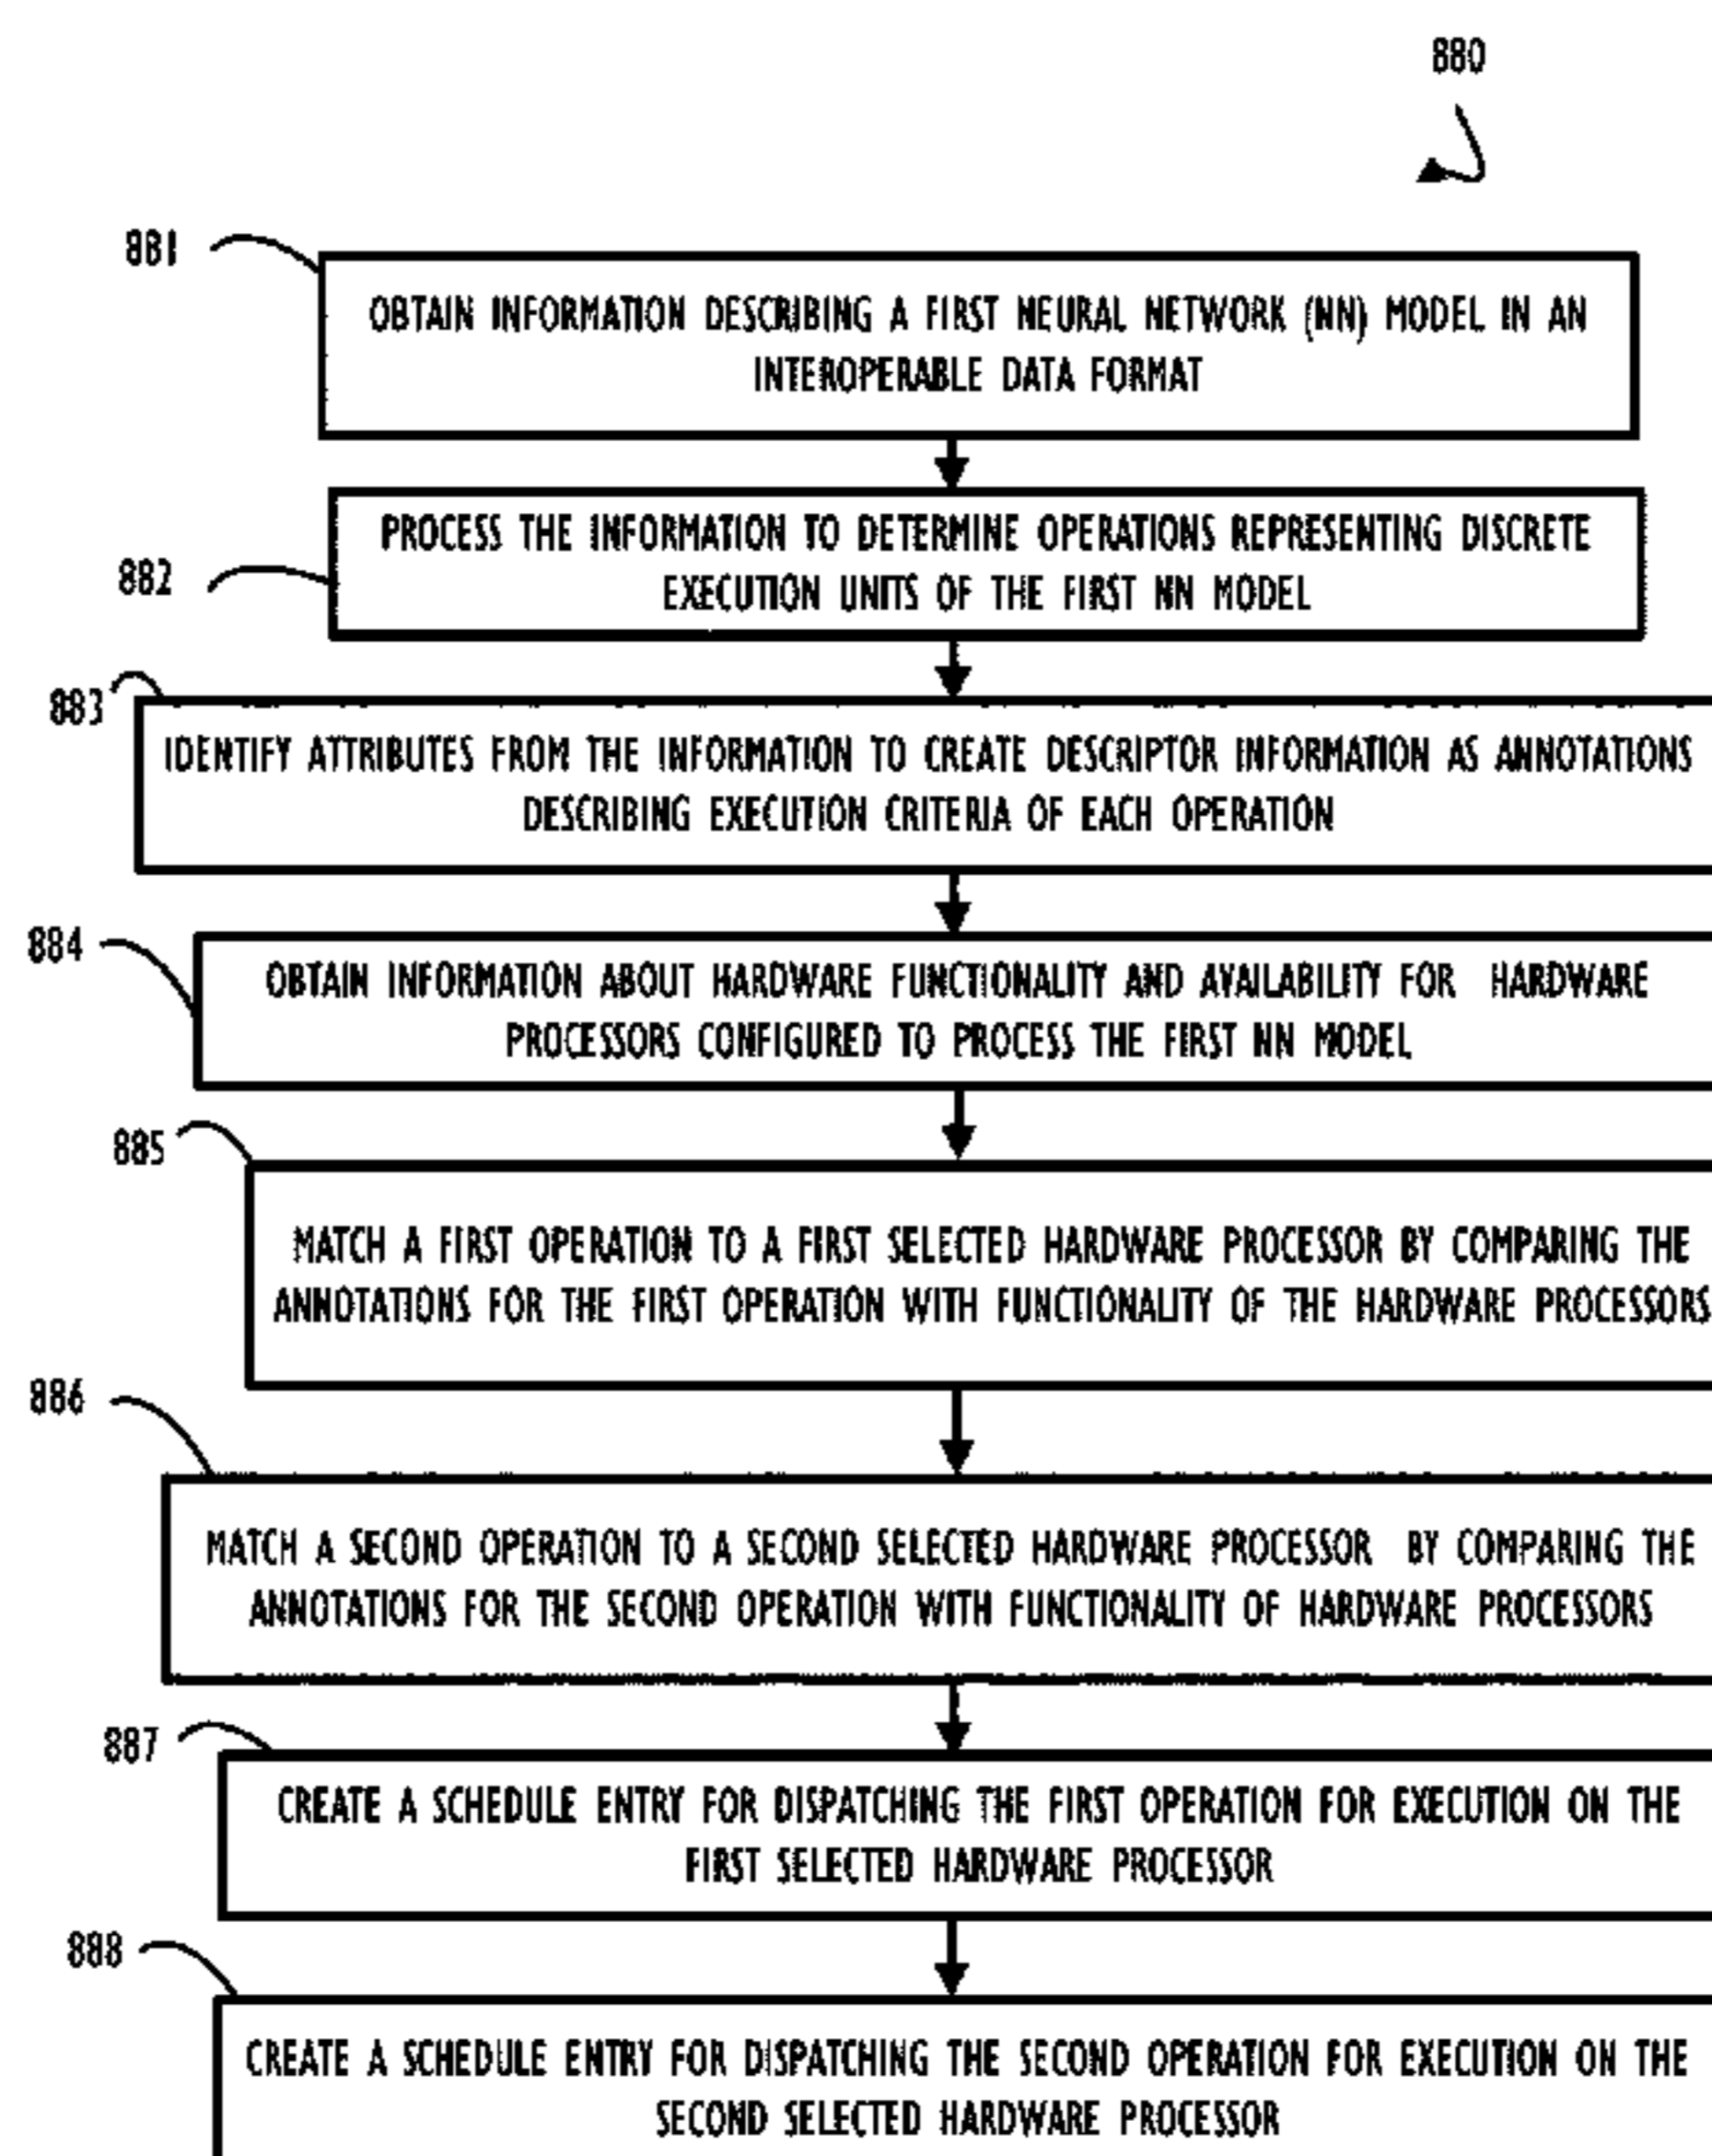 880
881
OBTAIN INFORMATION DESCRIBING A FIRST NEURAL NETWORK (NN) MODEL IN AN
INTEROPERABLE DATA FORMAT
882
PROCESS THE INFORMATION TO DETERMINE OPERATIONS REPRESENTING DISCRETE
EXECUTION UNITS OF THE FIRST NN MODEL
883
IDENTIFY ATTRIBUTES FROM THE INFORMATION TO CREATE DESCRIPTOR INFORMATION AS ANNOTATIONS
DESCRIBING EXECUTION CRITERIA OF EACH OPERATION
884
OBTAIN INFORMATION ABOUT HARDWARE FUNCTIONALITY AND AVAILABILITY FOR HARDWARE
PROCESSORS CONFIGURED TO PROCESS THE FIRST NN MODEL
885
MATCH A FIRST OPERATION TO A FIRST SELECTED HARDWARE PROCESSOR BY COMPARING THE
ANNOTATIONS FOR THE FIRST OPERATION WITH FUNCTIONALITY OF THE HARDWARE PROCESSORS
886
MATCH A SECOND OPERATION TO A SECOND SELECTED HARDWARE PROCESSOR BY COMPARING THE
ANNOTATIONS FOR THE SECOND OPERATION WITH FUNCTIONALITY OF HARDWARE PROCESSORS
887
CREATE A SCHEDULE ENTRY FOR DISPATCHING THE FIRST OPERATION FOR EXECUTION ON THE
FIRST SELECTED HARDWARE PROCESSOR
888
CREATE A SCHEDULE ENTRY FOR DISPATCHING THE SECOND OPERATION FOR EXECUTION ON THE
SECOND SELECTED HARDWARE PROCESSOR